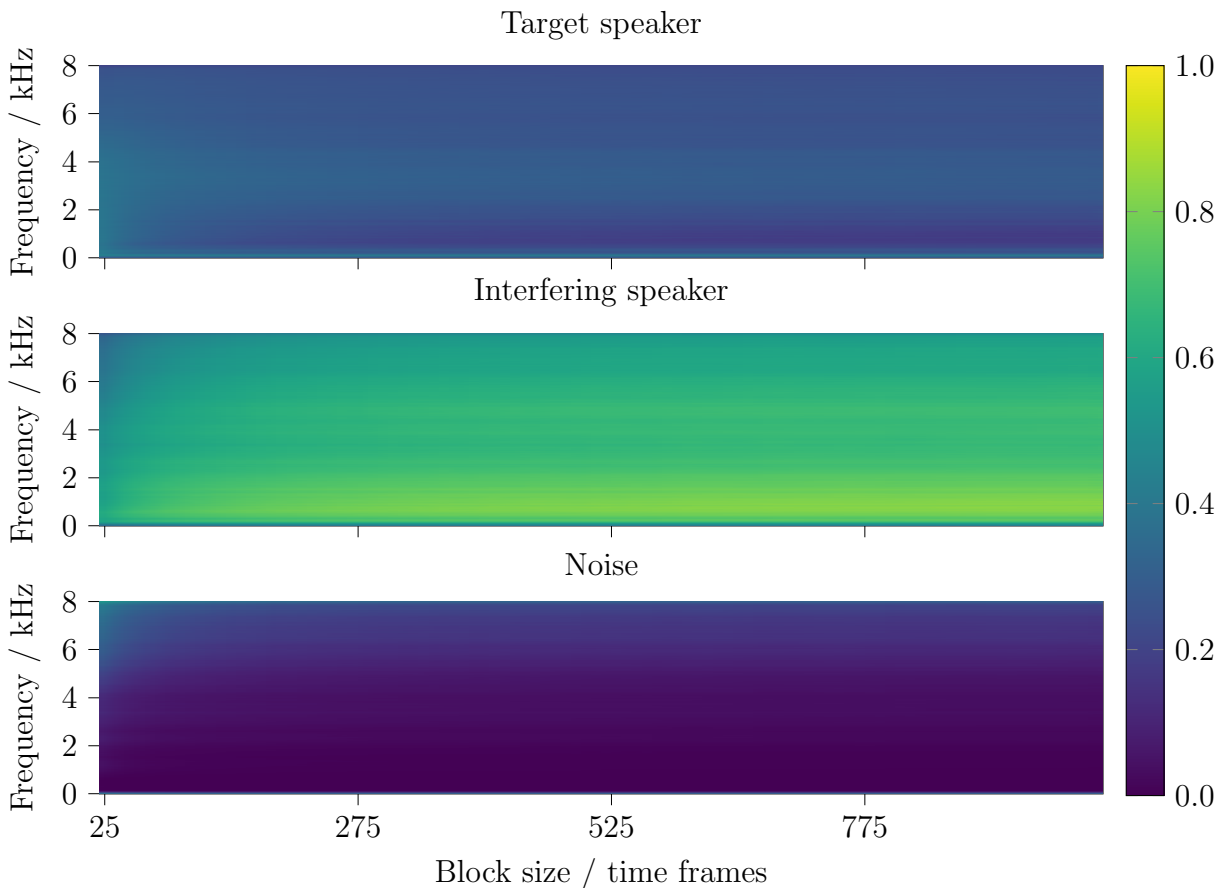 Target speaker
Frequency / kHz
8
6
4
2
0
Interfering speaker
Frequency / kHz
8
6
4
2
0
Noise
Frequency / kHz
8
6
4
2
0
25 275 525 775
Block size / time frames
1.0
0.8
0.6
0.4
0.2
0.0